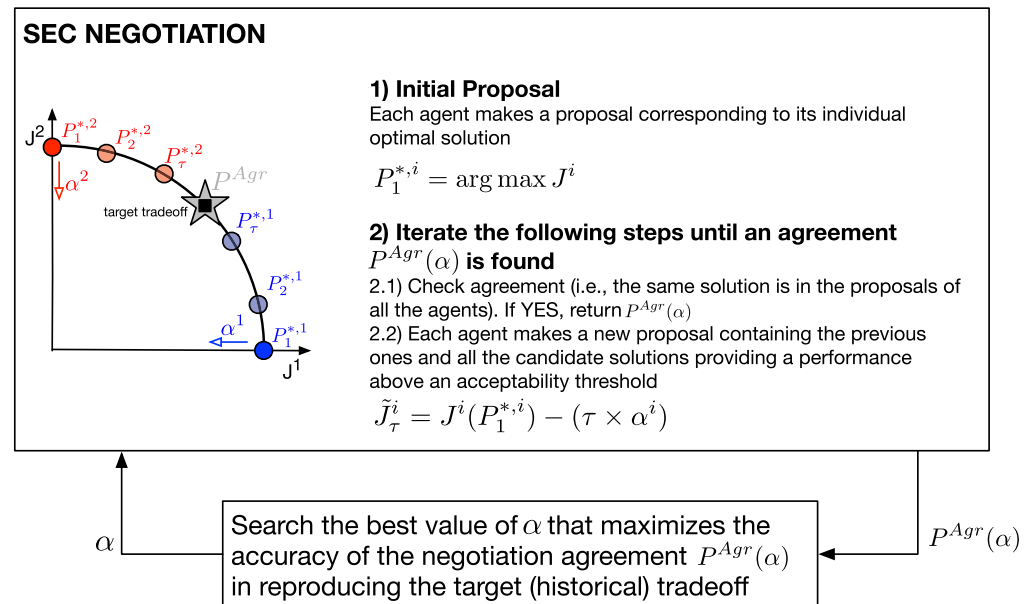 SEC NEGOTIATION
J²
P₁*,²
P₂*,²
P_τ*,²
α²
P^Agr
target tradeoff
P_τ*,¹
P₂*,¹
α¹
P₁*,¹
J¹
1) Initial Proposal
Each agent makes a proposal corresponding to its individual
optimal solution
P₁*,ⁱ = arg max Jⁱ
2) Iterate the following steps until an agreement
P^Agr(α) is found
2.1) Check agreement (i.e., the same solution is in the proposals of
all the agents). If YES, return P^Agr(α)
2.2) Each agent makes a new proposal containing the previous
ones and all the candidate solutions providing a performance
above an acceptability threshold
J̃_τⁱ = Jⁱ(P₁*,ⁱ) − (τ × αⁱ)
α
Search the best value of α that maximizes the
accuracy of the negotiation agreement P^Agr(α)
in reproducing the target (historical) tradeoff
P^Agr(α)